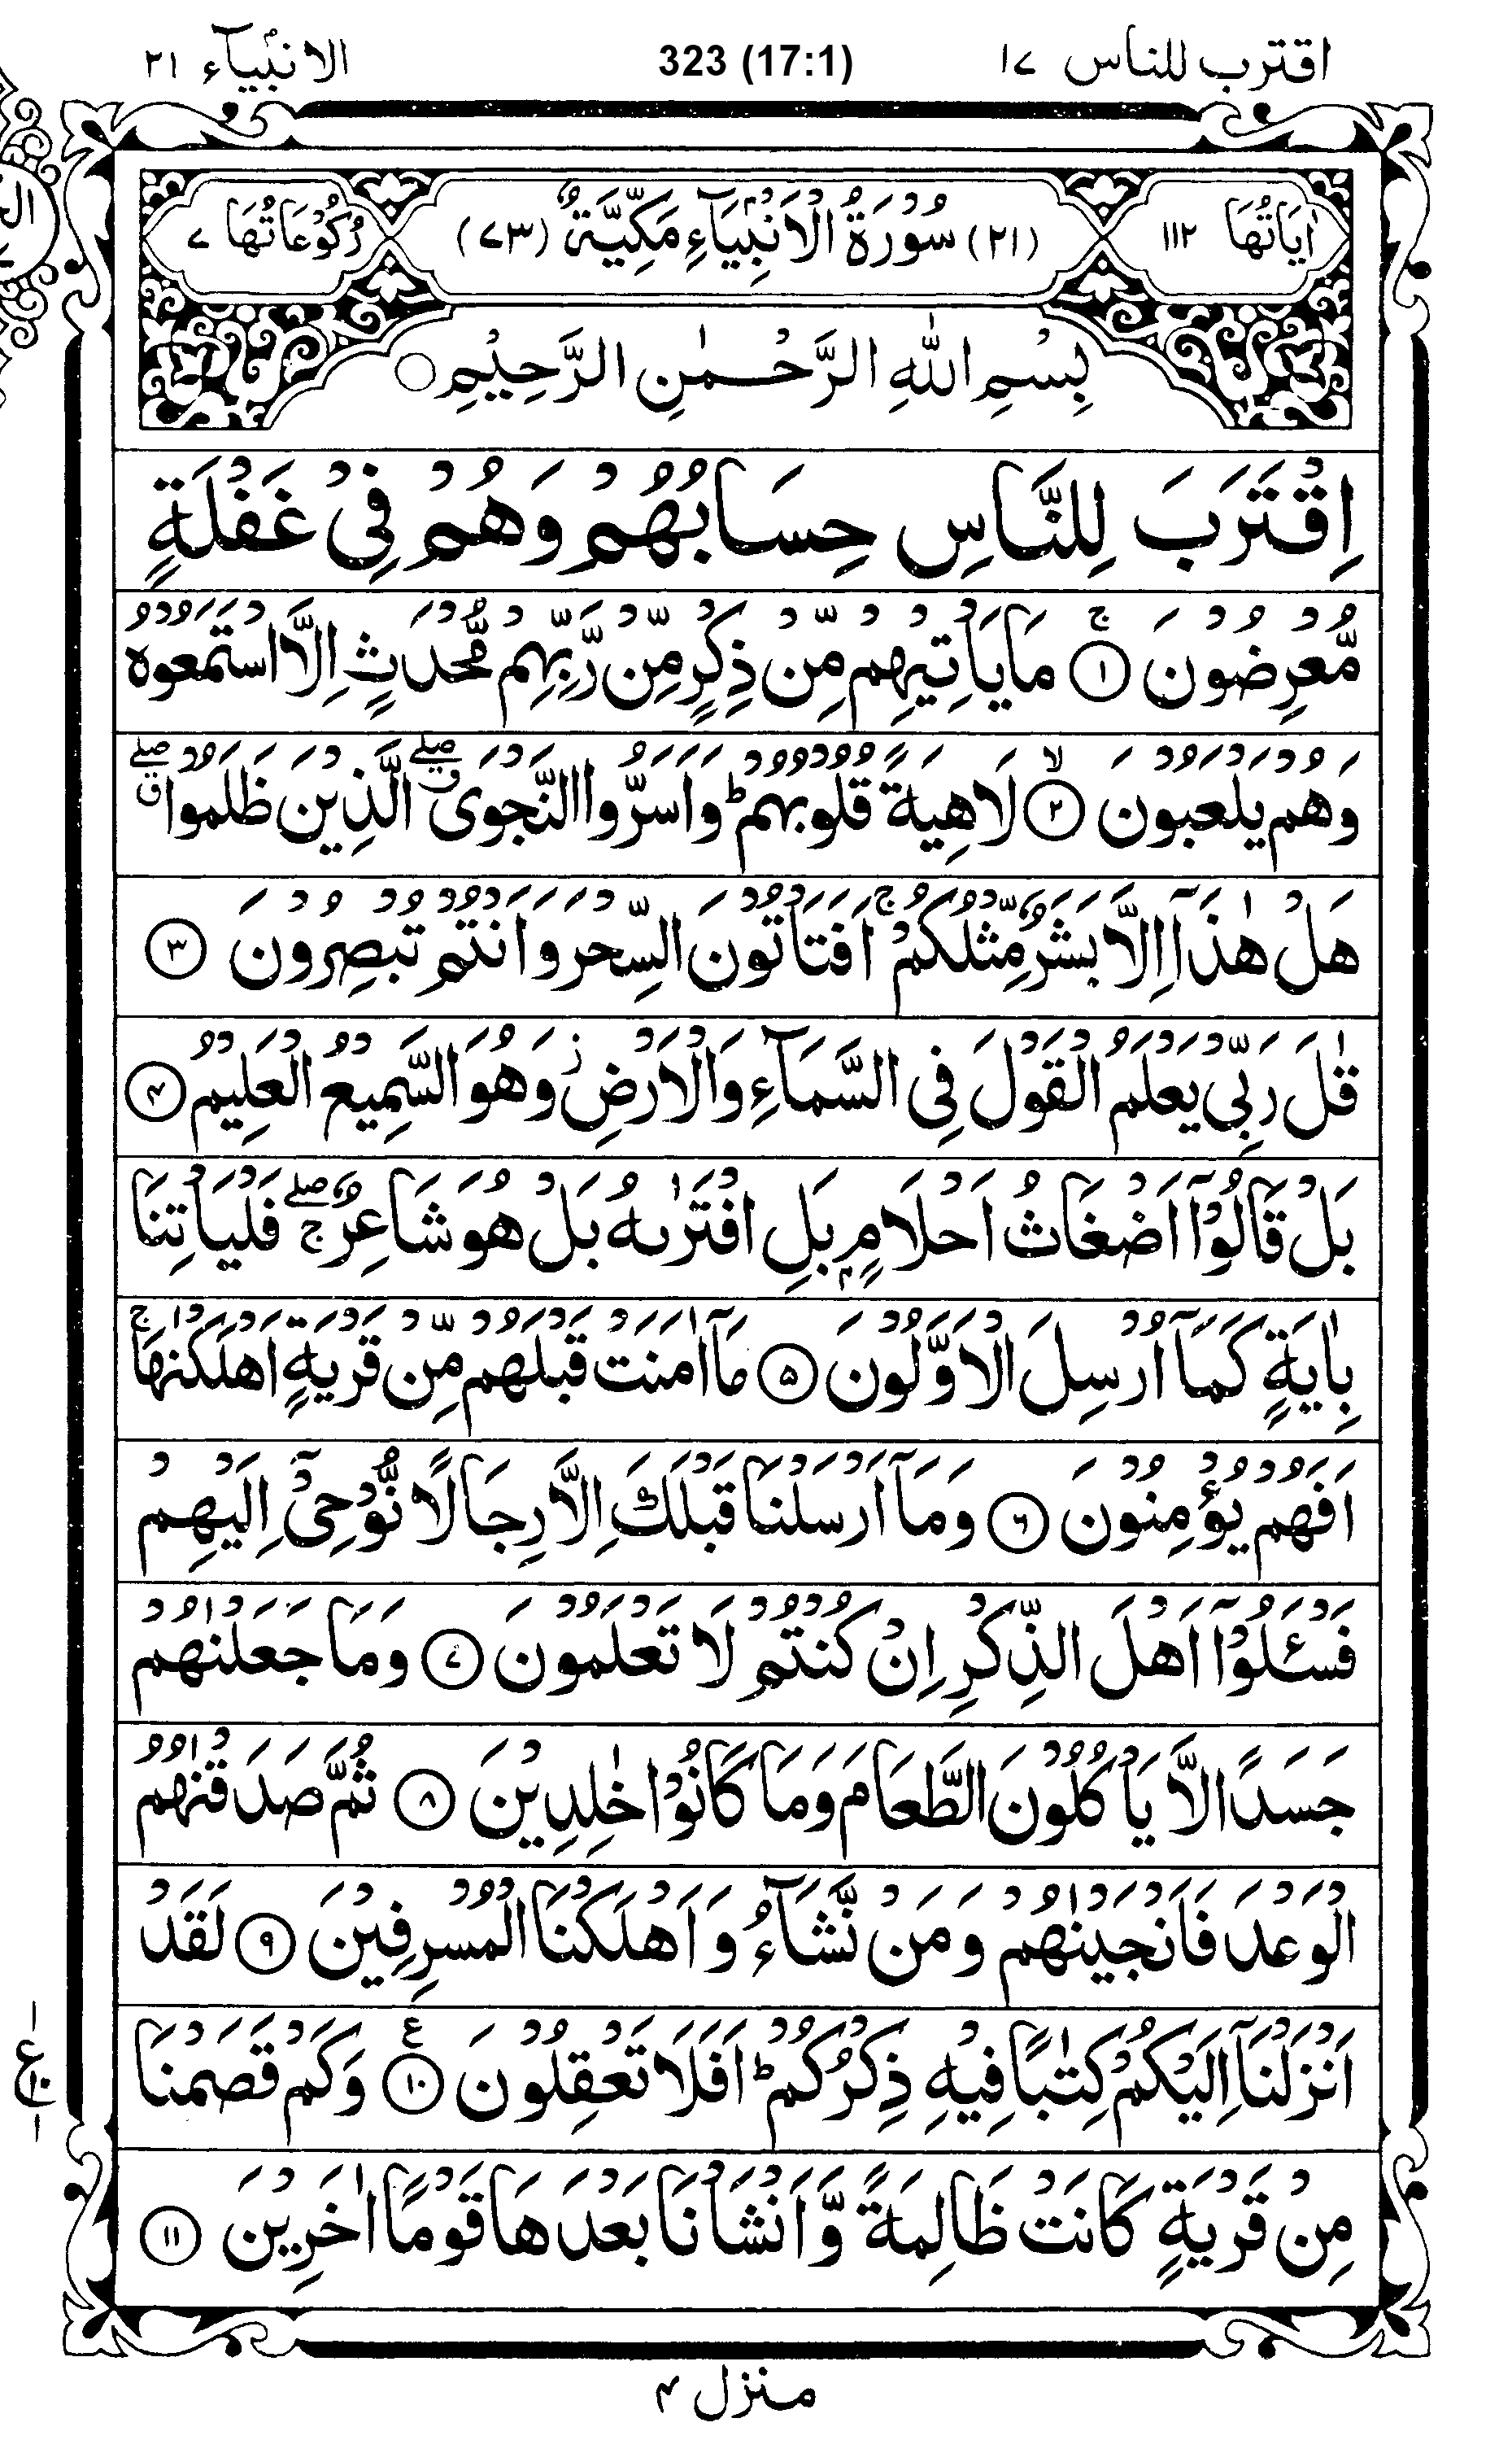 اقترب للناس ١٧ 323 (17:1) الانبیآء ٢١
اٰیَاتُهَا ١١٢ (٢١) سُوْرَةُ الْاَنْۢبِیَآءِ مَكِّیَّةٌ (٧٣) رُكُوْعَاتُهَا ٧
بِسْمِ اللّٰهِ الرَّحْمٰنِ الرَّحِیْمِ
اِقْتَرَبَ لِلنَّاسِ حِسَابُهُمْ وَهُمْ فِیْ غَفْلَةٍ
مُّعْرِضُوْنَ ۚ ﴿١﴾ مَا یَاْتِیْهِمْ مِّنْ ذِكْرٍ مِّنْ رَّبِّهِمْ مُّحْدَثٍ اِلَّا اسْتَمَعُوْهُ
وَهُمْ یَلْعَبُوْنَ ۙ ﴿٢﴾ لَاهِیَةً قُلُوْبُهُمْ ؕ وَاَسَرُّوا النَّجْوَی ۖۗ الَّذِیْنَ ظَلَمُوْا ۖۗ
هَلْ هٰذَاۤ اِلَّا بَشَرٌ مِّثْلُكُمْ ۚ اَفَتَاْتُوْنَ السِّحْرَ وَاَنْتُمْ تُبْصِرُوْنَ ﴿٣﴾
قٰلَ رَبِّیْ یَعْلَمُ الْقَوْلَ فِی السَّمَآءِ وَالْاَرْضِ ؗ وَهُوَ السَّمِیْعُ الْعَلِیْمُ ﴿٤﴾
بَلْ قَالُوْۤا اَضْغَاثُ اَحْلَامٍۭ بَلِ افْتَرٰىهُ بَلْ هُوَ شَاعِرٌ ۖۚ فَلْیَاْتِنَا
بِاٰیَةٍ كَمَاۤ اُرْسِلَ الْاَوَّلُوْنَ ﴿٥﴾ مَاۤ اٰمَنَتْ قَبْلَهُمْ مِّنْ قَرْیَةٍ اَهْلَكْنٰهَا ۚ
اَفَهُمْ یُؤْمِنُوْنَ ﴿٦﴾ وَمَاۤ اَرْسَلْنَا قَبْلَكَ اِلَّا رِجَالًا نُّوْحِیْۤ اِلَیْهِمْ
فَسْـَٔلُوْۤا اَهْلَ الذِّكْرِ اِنْ كُنْتُمْ لَا تَعْلَمُوْنَ ﴿٧﴾ وَمَا جَعَلْنٰهُمْ
جَسَدًا لَّا یَاْكُلُوْنَ الطَّعَامَ وَمَا كَانُوْا خٰلِدِیْنَ ﴿٨﴾ ثُمَّ صَدَقْنٰهُمُ
الْوَعْدَ فَاَنْجَیْنٰهُمْ وَمَنْ نَّشَآءُ وَاَهْلَكْنَا الْمُسْرِفِیْنَ ﴿٩﴾ لَقَدْ
اَنْزَلْنَاۤ اِلَیْكُمْ كِتٰبًا فِیْهِ ذِكْرُكُمْ ؕ اَفَلَا تَعْقِلُوْنَ ﴿١٠﴾ وَكَمْ قَصَمْنَا
مِنْ قَرْیَةٍ كَانَتْ ظَالِمَةً وَّاَنْشَاْنَا بَعْدَهَا قَوْمًا اٰخَرِیْنَ ﴿١١﴾
منزل ٤